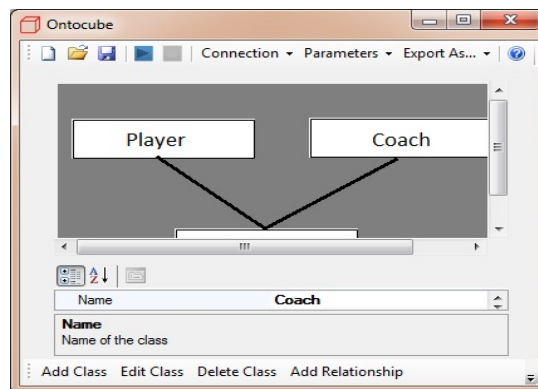 Ontocube
Connection Parameters Export As...
Player Coach
Name Coach
Name
Name of the class
Add Class Edit Class Delete Class Add Relationship